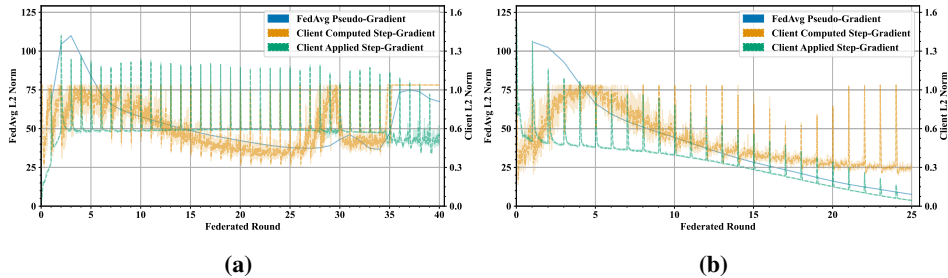 125
100
75
50
25
0
FedAvg L2 Norm
FedAvg Pseudo-Gradient
Client Computed Step-Gradient
Client Applied Step-Gradient
1.6
1.3
1.0
0.6
0.3
0.0
Client L2 Norm
0 5 10 15 20 25 30 35 40
Federated Round
(a)
125
100
75
50
25
0
FedAvg L2 Norm
FedAvg Pseudo-Gradient
Client Computed Step-Gradient
Client Applied Step-Gradient
1.6
1.3
1.0
0.6
0.3
0.0
Client L2 Norm
0 5 10 15 20 25
Federated Round
(b)